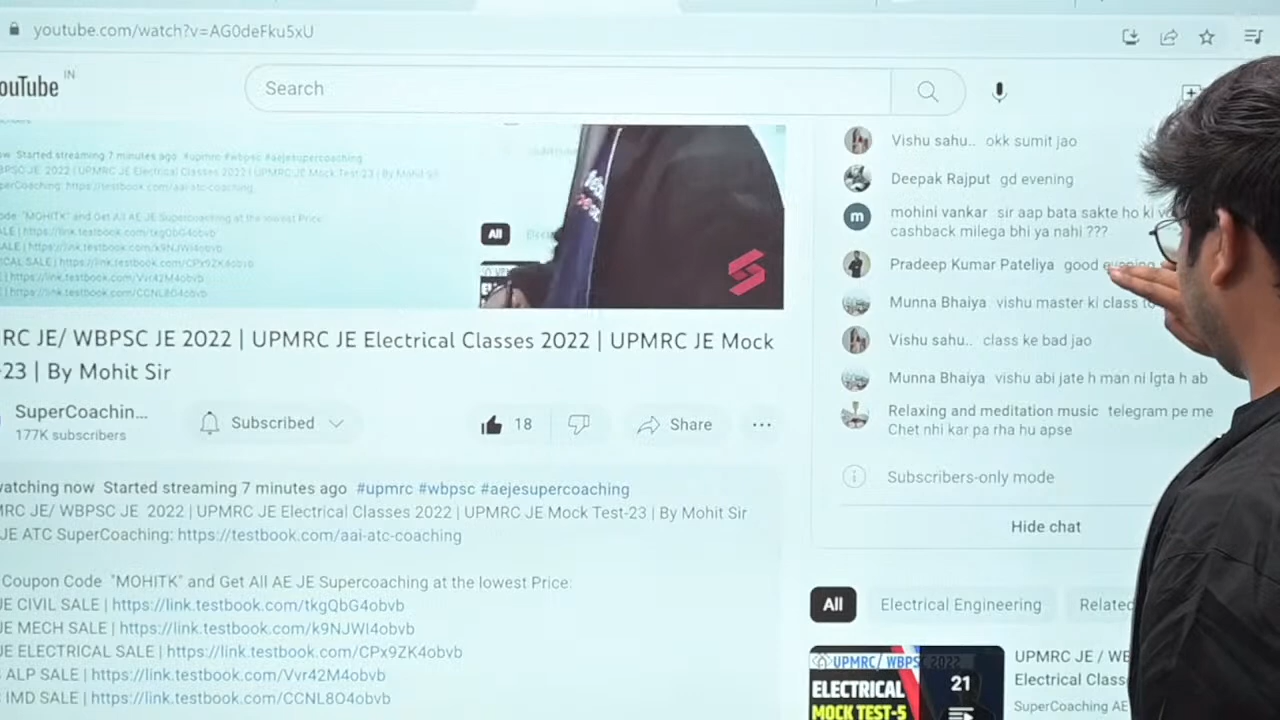 youtube.com/watch?v=AG0deFku5xU
ouTube IN
Search
ow Started streaming 7 minutes ago #upmrc #wbpsc #aejesupercoaching
BPSC JE 2022 | UPMRC JE Electrical Classes 2022 | UPMRC JE Mock Test-23 | By Mohit Sir
perCoaching: https://testbook.com/aai-atc-coaching
ode "MOHITK" and Get All AE JE Supercoaching at the lowest Price:
ALE | https://link.testbook.com/tkgQbG4obvb
ALE | https://link.testbook.com/k9NJWI4obvb
ICAL SALE | https://link.testbook.com/CPx9ZK4obvb
| https://link.testbook.com/Vvr42M4obvb
| https://link.testbook.com/CCNL8O4obvb
All
RC JE/ WBPSC JE 2022 | UPMRC JE Electrical Classes 2022 | UPMRC JE Mock
-23 | By Mohit Sir
SuperCoachin...
177K subscribers
Subscribed
18
Share
...
atching now Started streaming 7 minutes ago #upmrc #wbpsc #aejesupercoaching
MRC JE/ WBPSC JE 2022 | UPMRC JE Electrical Classes 2022 | UPMRC JE Mock Test-23 | By Mohit Sir
JE ATC SuperCoaching: https://testbook.com/aai-atc-coaching
Coupon Code "MOHITK" and Get All AE JE Supercoaching at the lowest Price:
JE CIVIL SALE | https://link.testbook.com/tkgQbG4obvb
JE MECH SALE | https://link.testbook.com/k9NJWI4obvb
JE ELECTRICAL SALE | https://link.testbook.com/CPx9ZK4obvb
ALP SALE | https://link.testbook.com/Vvr42M4obvb
IMD SALE | https://link.testbook.com/CCNL8O4obvb
Vishu sahu.. okk sumit jao
Deepak Rajput gd evening
m
mohini vankar sir aap bata sakte ho ki
cashback milega bhi ya nahi ???
Pradeep Kumar Pateliya good evening
Munna Bhaiya vishu master ki class
Vishu sahu.. class ke bad jao
Munna Bhaiya vishu abi jate h man ni lgta h ab
Relaxing and meditation music telegram pe me
Chet nhi kar pa rha hu apse
Subscribers-only mode
Hide chat
All
Electrical Engineering
Related
UPMRC/ WBPSC 2022
ELECTRICAL
MOCK TEST-5
21
UPMRC JE / WB
Electrical Class
SuperCoaching AE